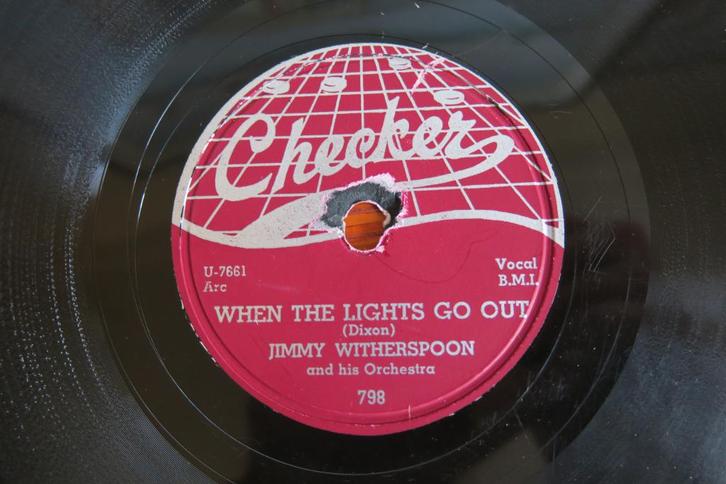 Checker
U-7661
Arc
Vocal
B.M.I.
WHEN THE LIGHTS GO OUT
(Dixon)
JIMMY WITHERSPOON
and his Orchestra
798